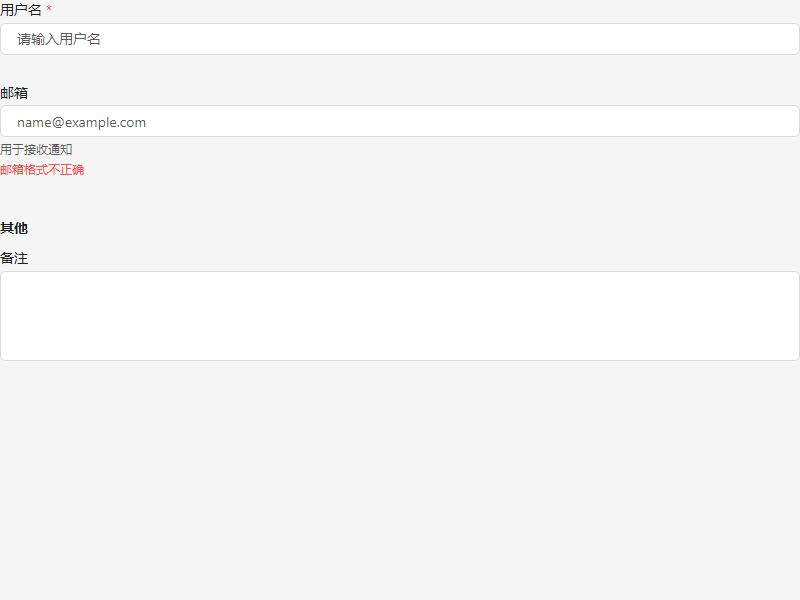 用户名 *
请输入用户名
邮箱
name@example.com
用于接收通知
邮箱格式不正确
其他
备注